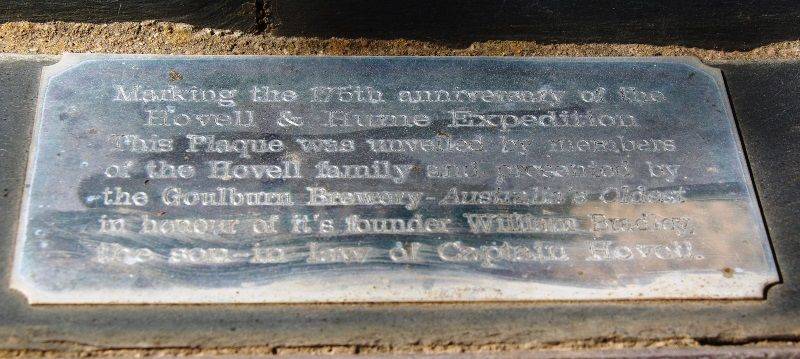 Marking the 175th anniversary of the
Hovell & Hume Expedition
This Plaque was unveiled by members
of the Hovell family and presented by
the Goulburn Brewery-Australia's Oldest
in honour of it's founder William Bradley,
the son-in law of Captain Hovell.